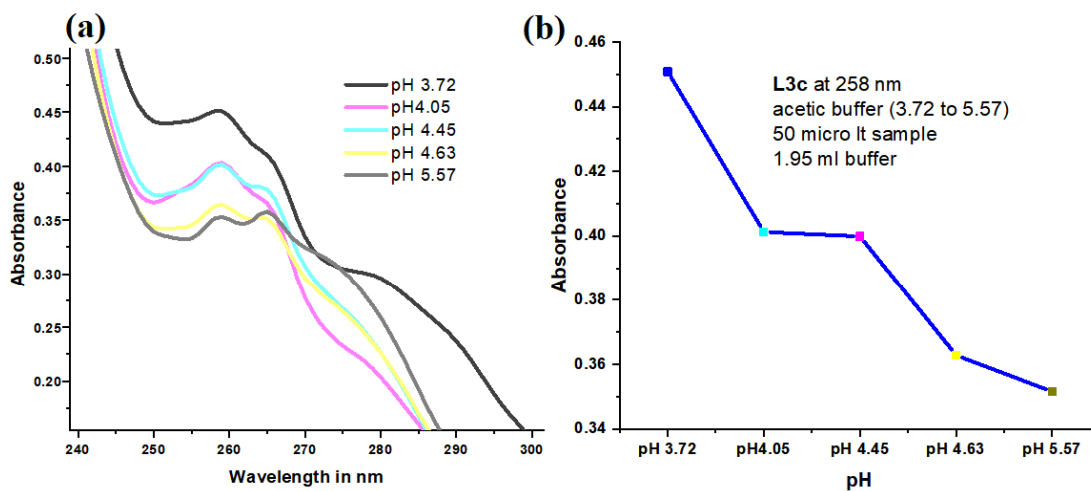 (a)
0.50
0.45
0.40
0.35
0.30
0.25
0.20
Absorbance
pH 3.72
pH4.05
pH 4.45
pH 4.63
pH 5.57
240
250
260
270
280
290
300
Wavelength in nm
(b)
0.46
0.44
0.42
0.40
0.38
0.36
0.34
Absorbance
L3c at 258 nm
acetic buffer (3.72 to 5.57)
50 micro lt sample
1.95 ml buffer
pH 3.72
pH4.05
pH 4.45
pH 4.63
pH 5.57
pH